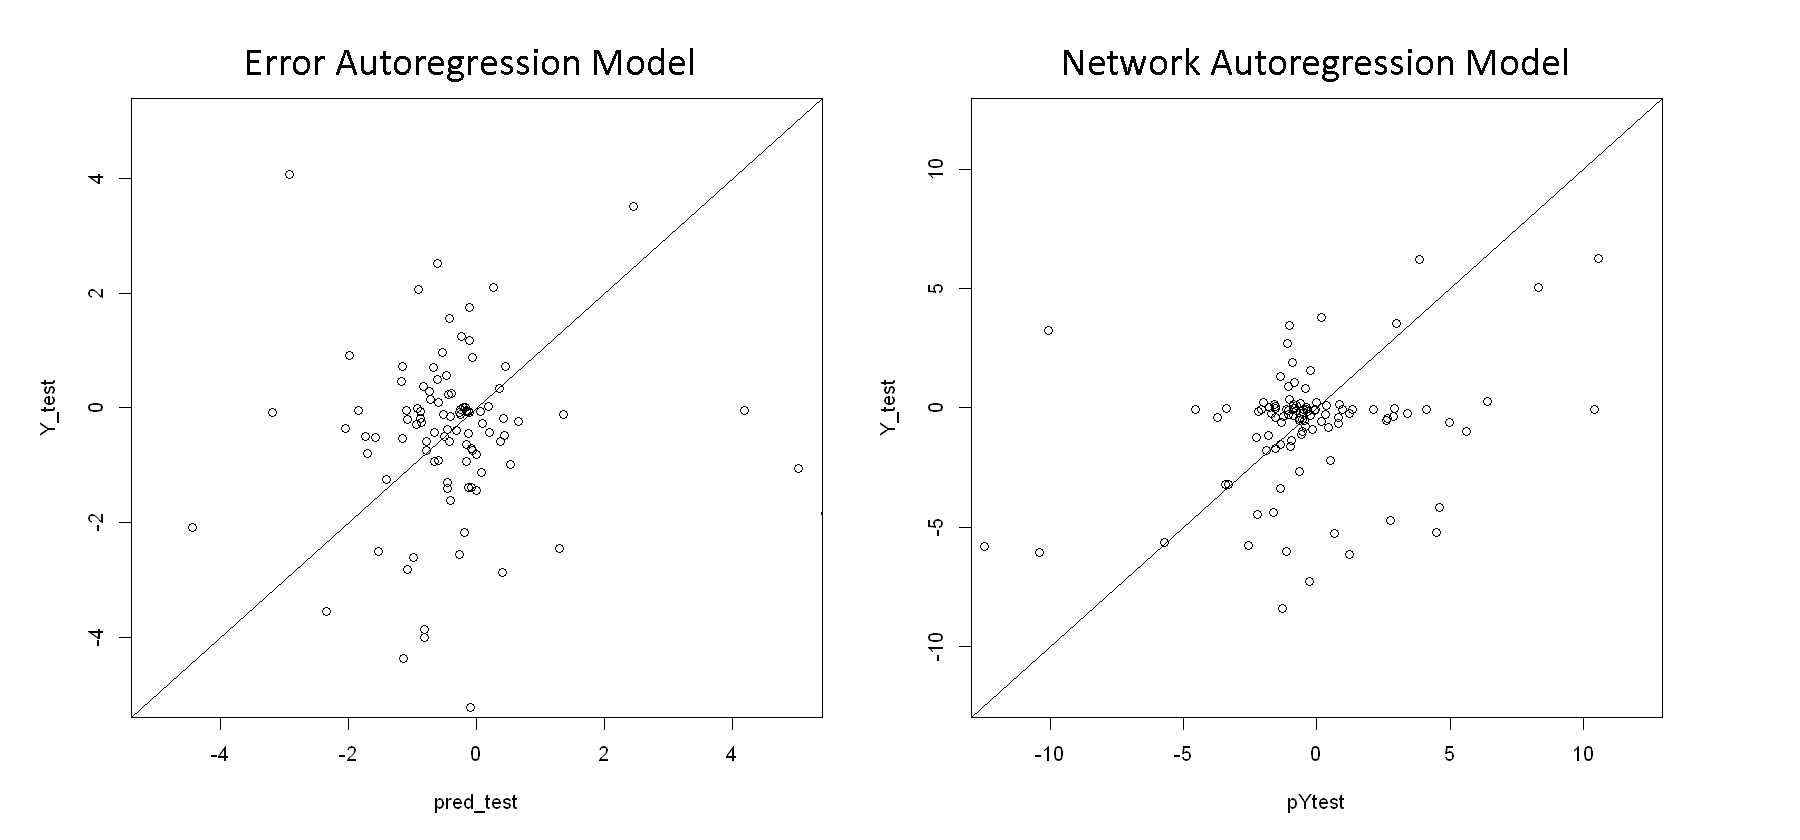 Error Autoregression Model
Y_test
4
2
0
-2
-4
-4 -2 0 2 4
pred_test
Network Autoregression Model
Y_test
10
5
0
-5
-10
-10 -5 0 5 10
pYtest